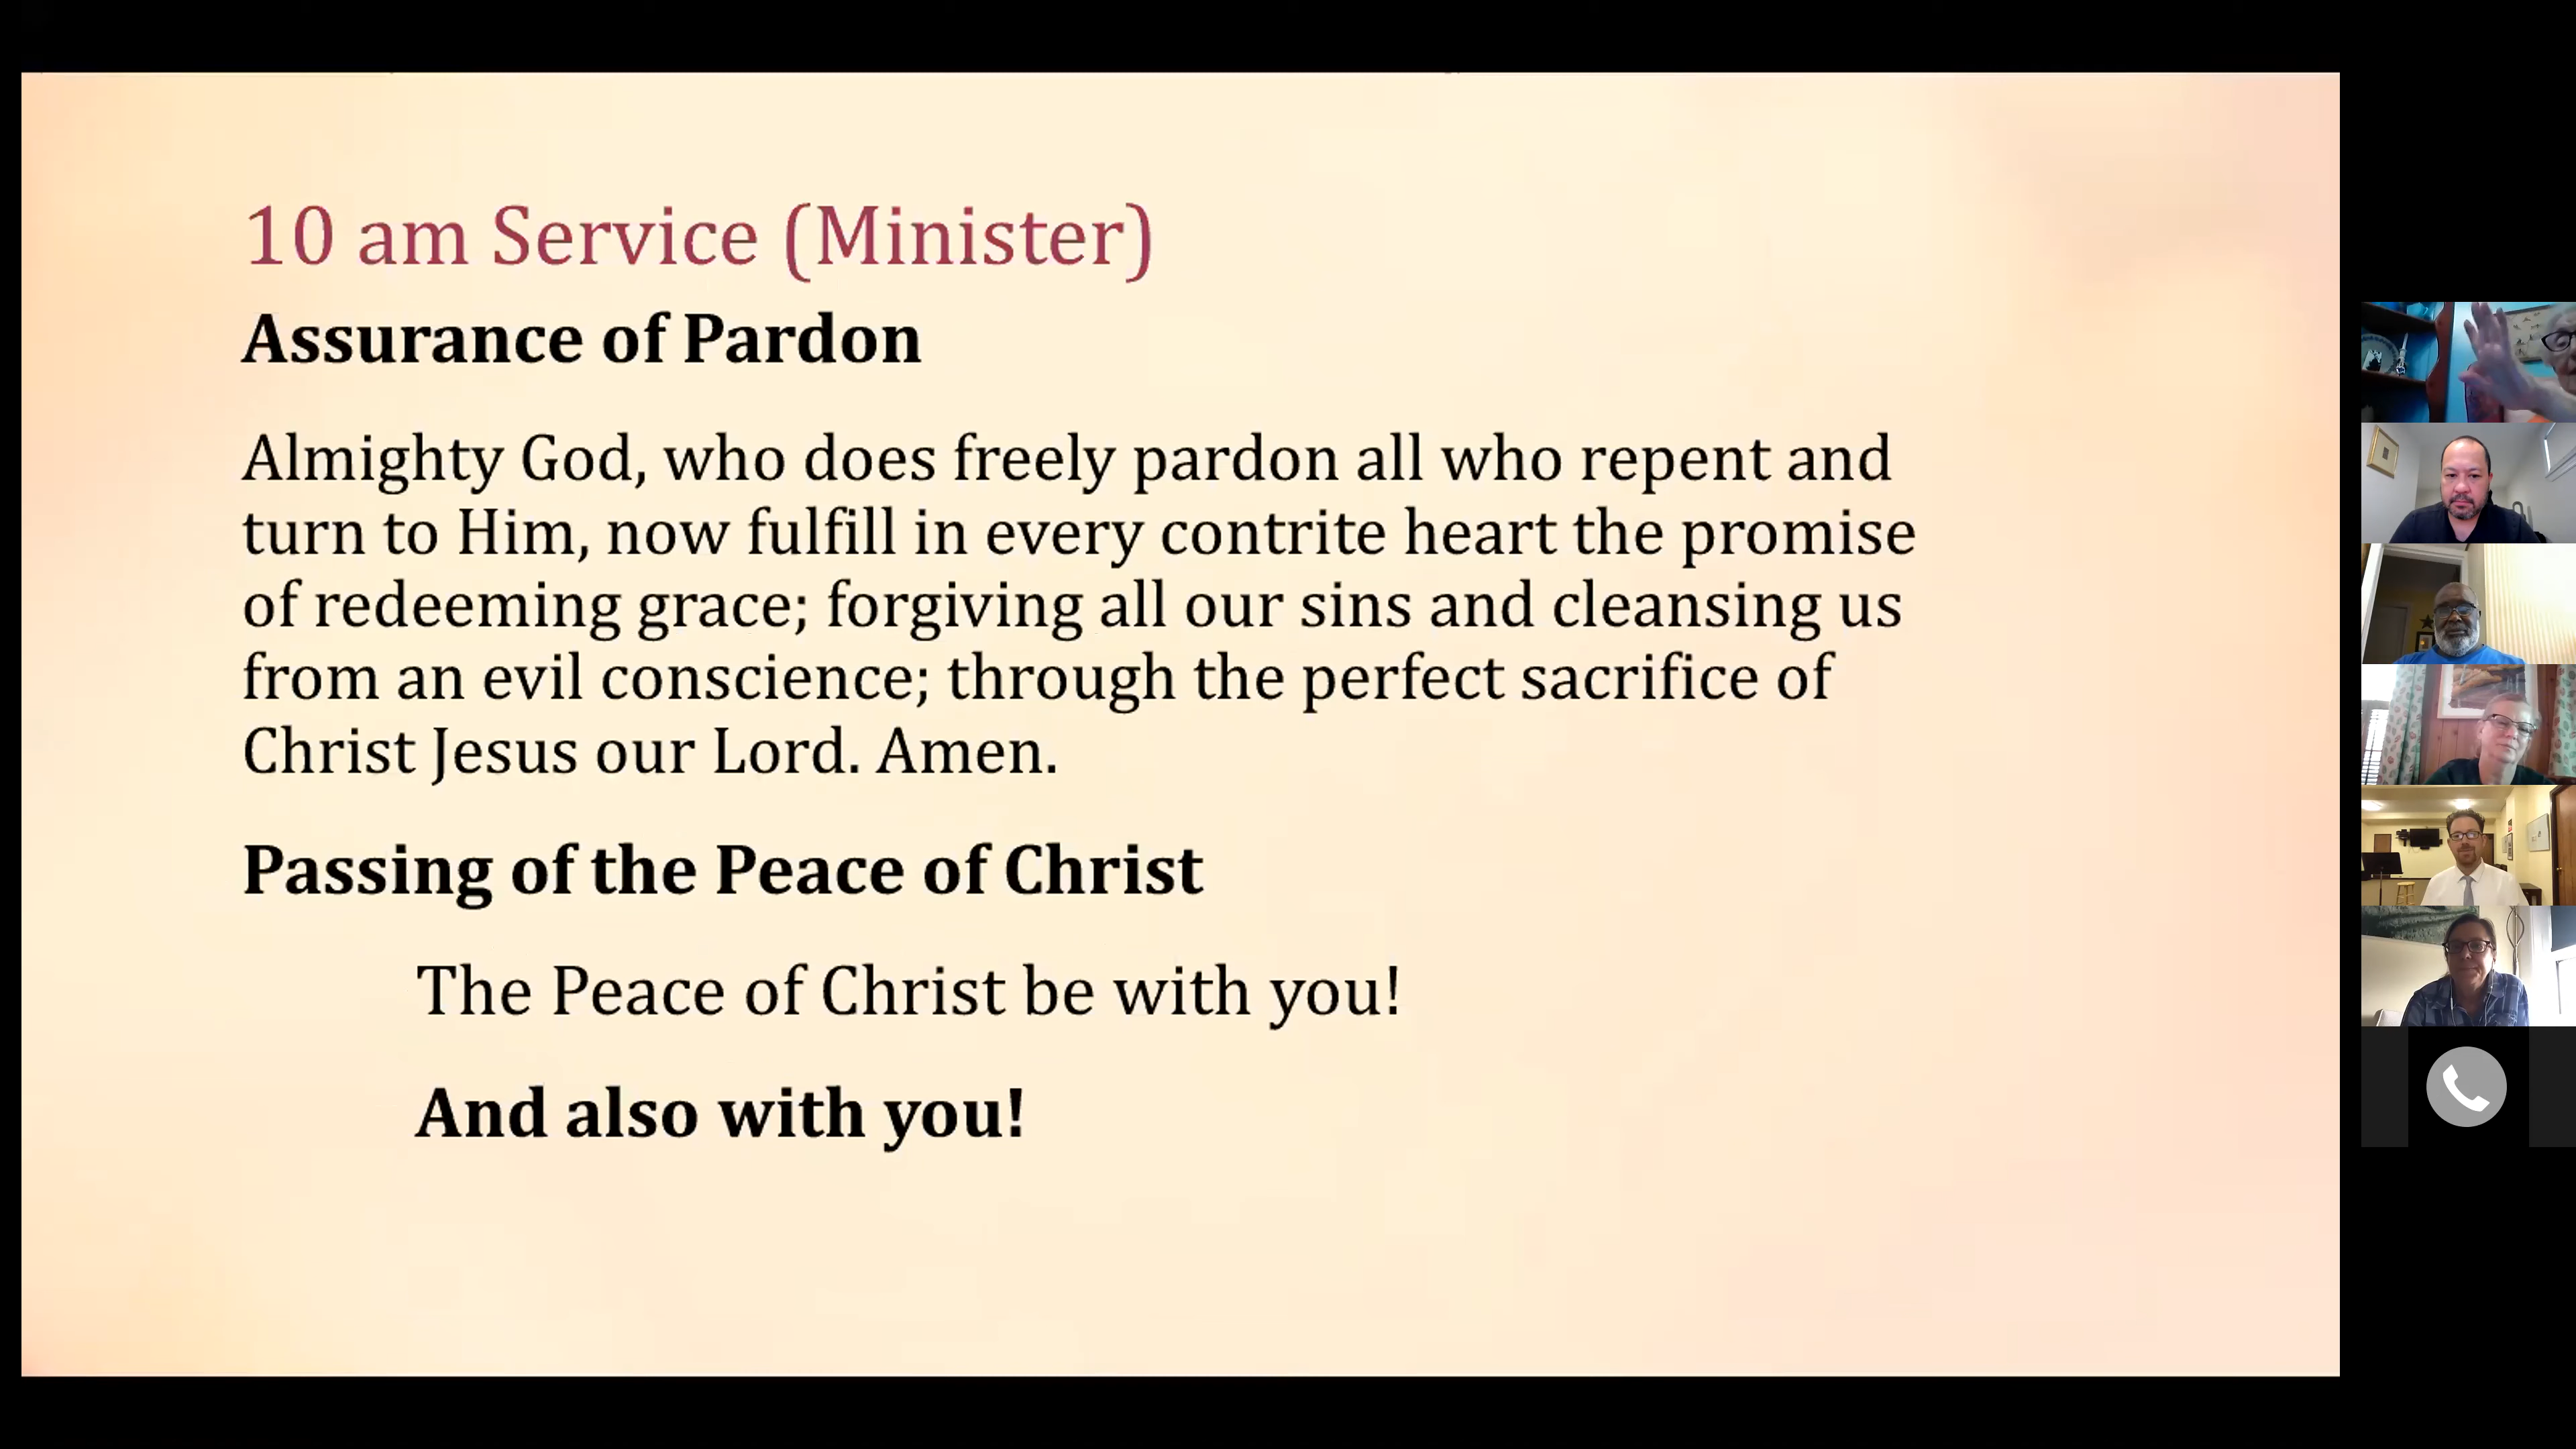 10 am Service (Minister)
Assurance of Pardon
Almighty God, who does freely pardon all who repent and
turn to Him, now fulfill in every contrite heart the promise
of redeeming grace; forgiving all our sins and cleansing us
from an evil conscience; through the perfect sacrifice of
Christ Jesus our Lord. Amen.
Passing of the Peace of Christ
The Peace of Christ be with you!
And also with you!